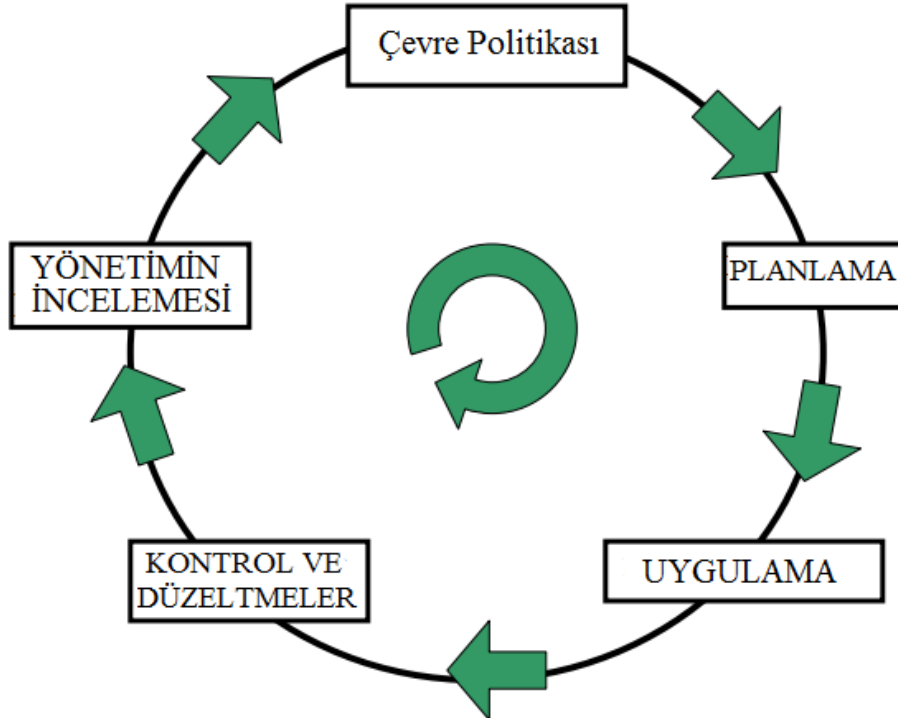 Çevre Politikası
PLANLAMA
UYGULAMA
KONTROL VE
DÜZELTMELER
YÖNETİMİN
İNCELEMESİ